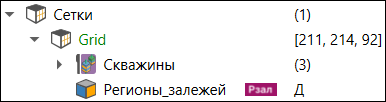 Сетки (1)
Grid [211, 214, 92]
Скважины (3)
Регионы_залежей Рзал Д